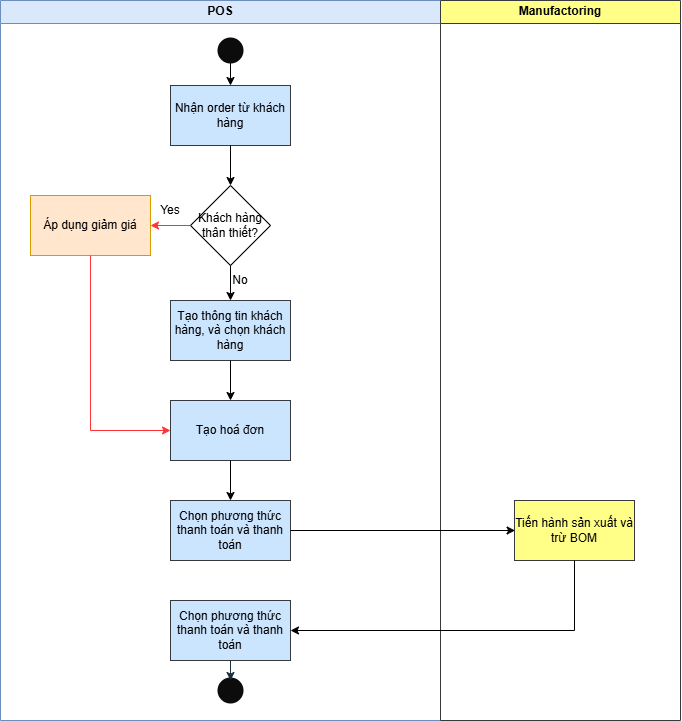 POS
Manufactoring
Nhận order từ khách
hàng
Khách hàng
thân thiết?
Yes
Áp dụng giảm giá
No
Tạo thông tin khách
hàng, và chọn khách
hàng
Tạo hoá đơn
Chọn phương thức
thanh toán và thanh
toán
Tiến hành sản xuất và
trừ BOM
Chọn phương thức
thanh toán và thanh
toán